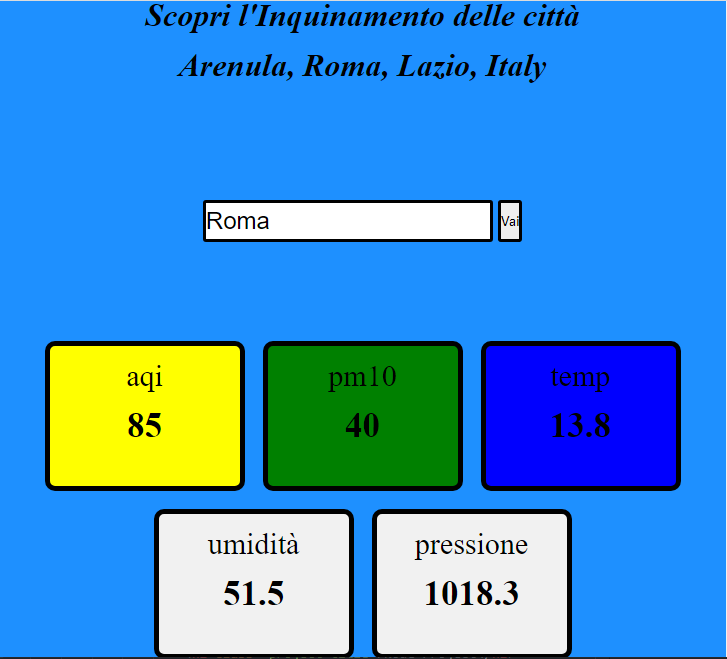 Scopri l'Inquinamento delle città
Arenula, Roma, Lazio, Italy
Roma Vai
aqi pm10 temp
85 40 13.8
umidità pressione
51.5 1018.3